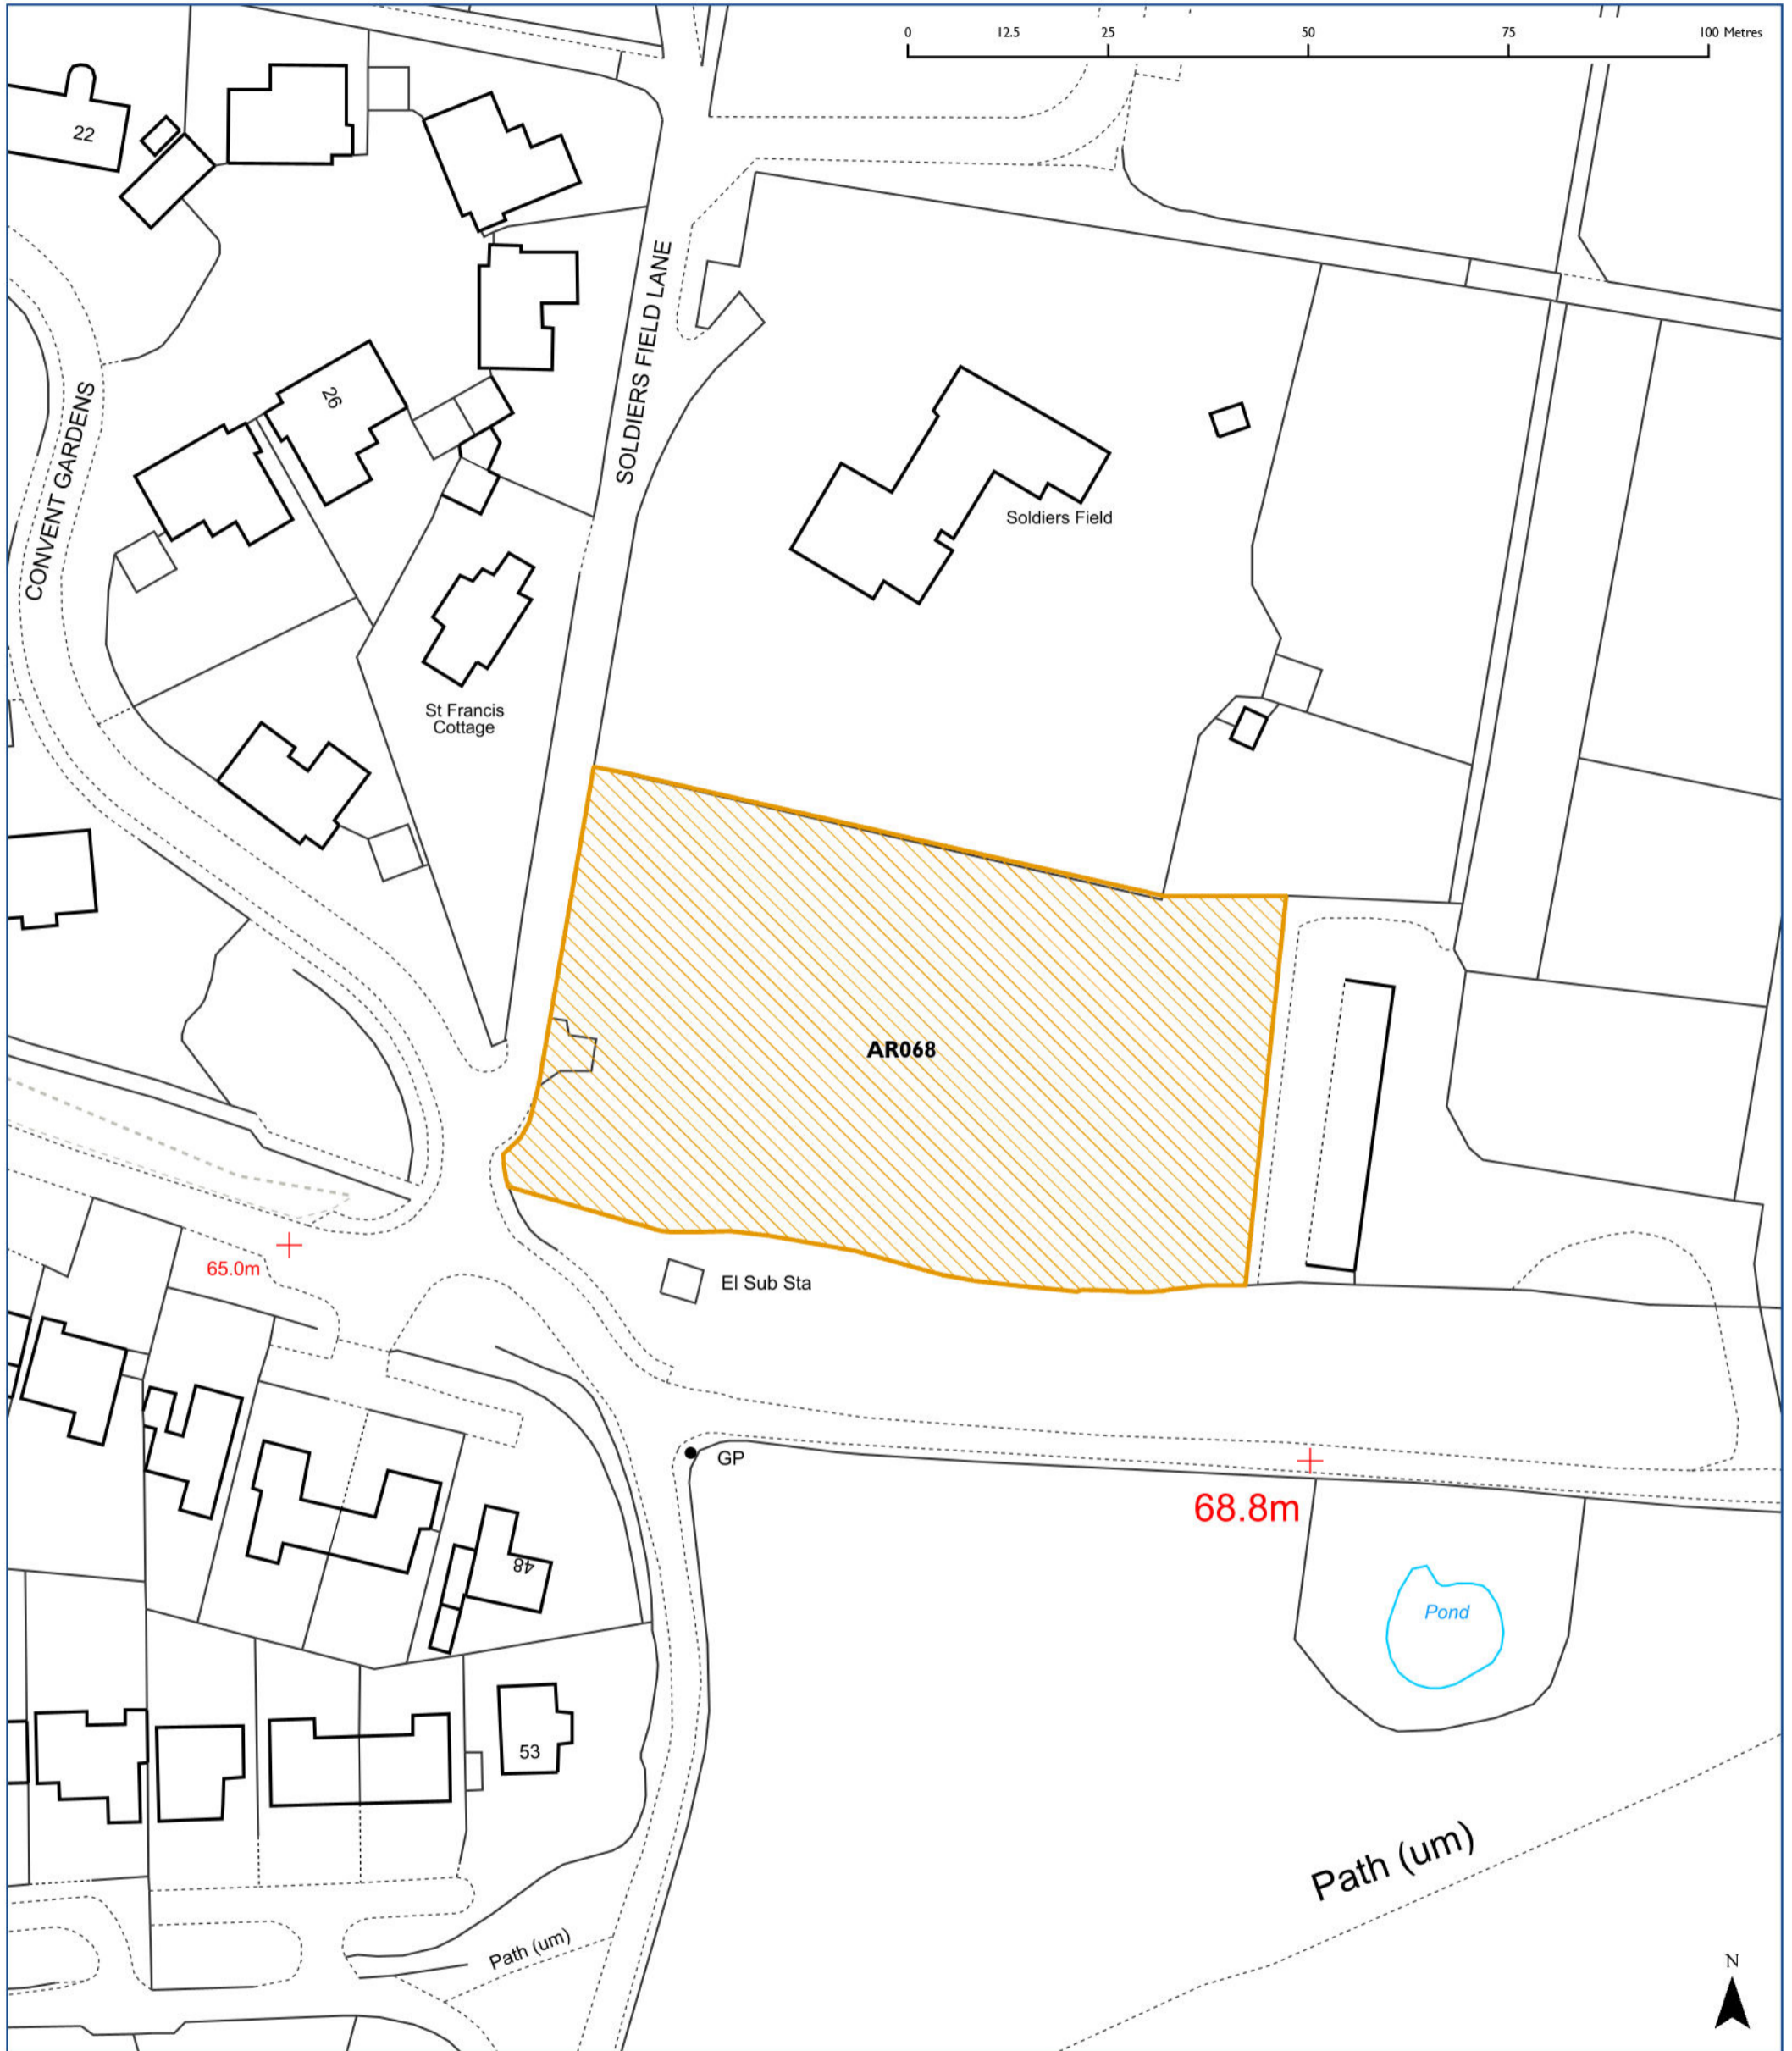 0 12.5 25 50 75 100 Metres
22
SOLDIERS FIELD LANE
26
CONVENT GARDENS
Soldiers Field
St Francis
Cottage
AR068
65.0m
El Sub Sta
GP
68.8m
48
Pond
53
Path (um)
Path (um)
N